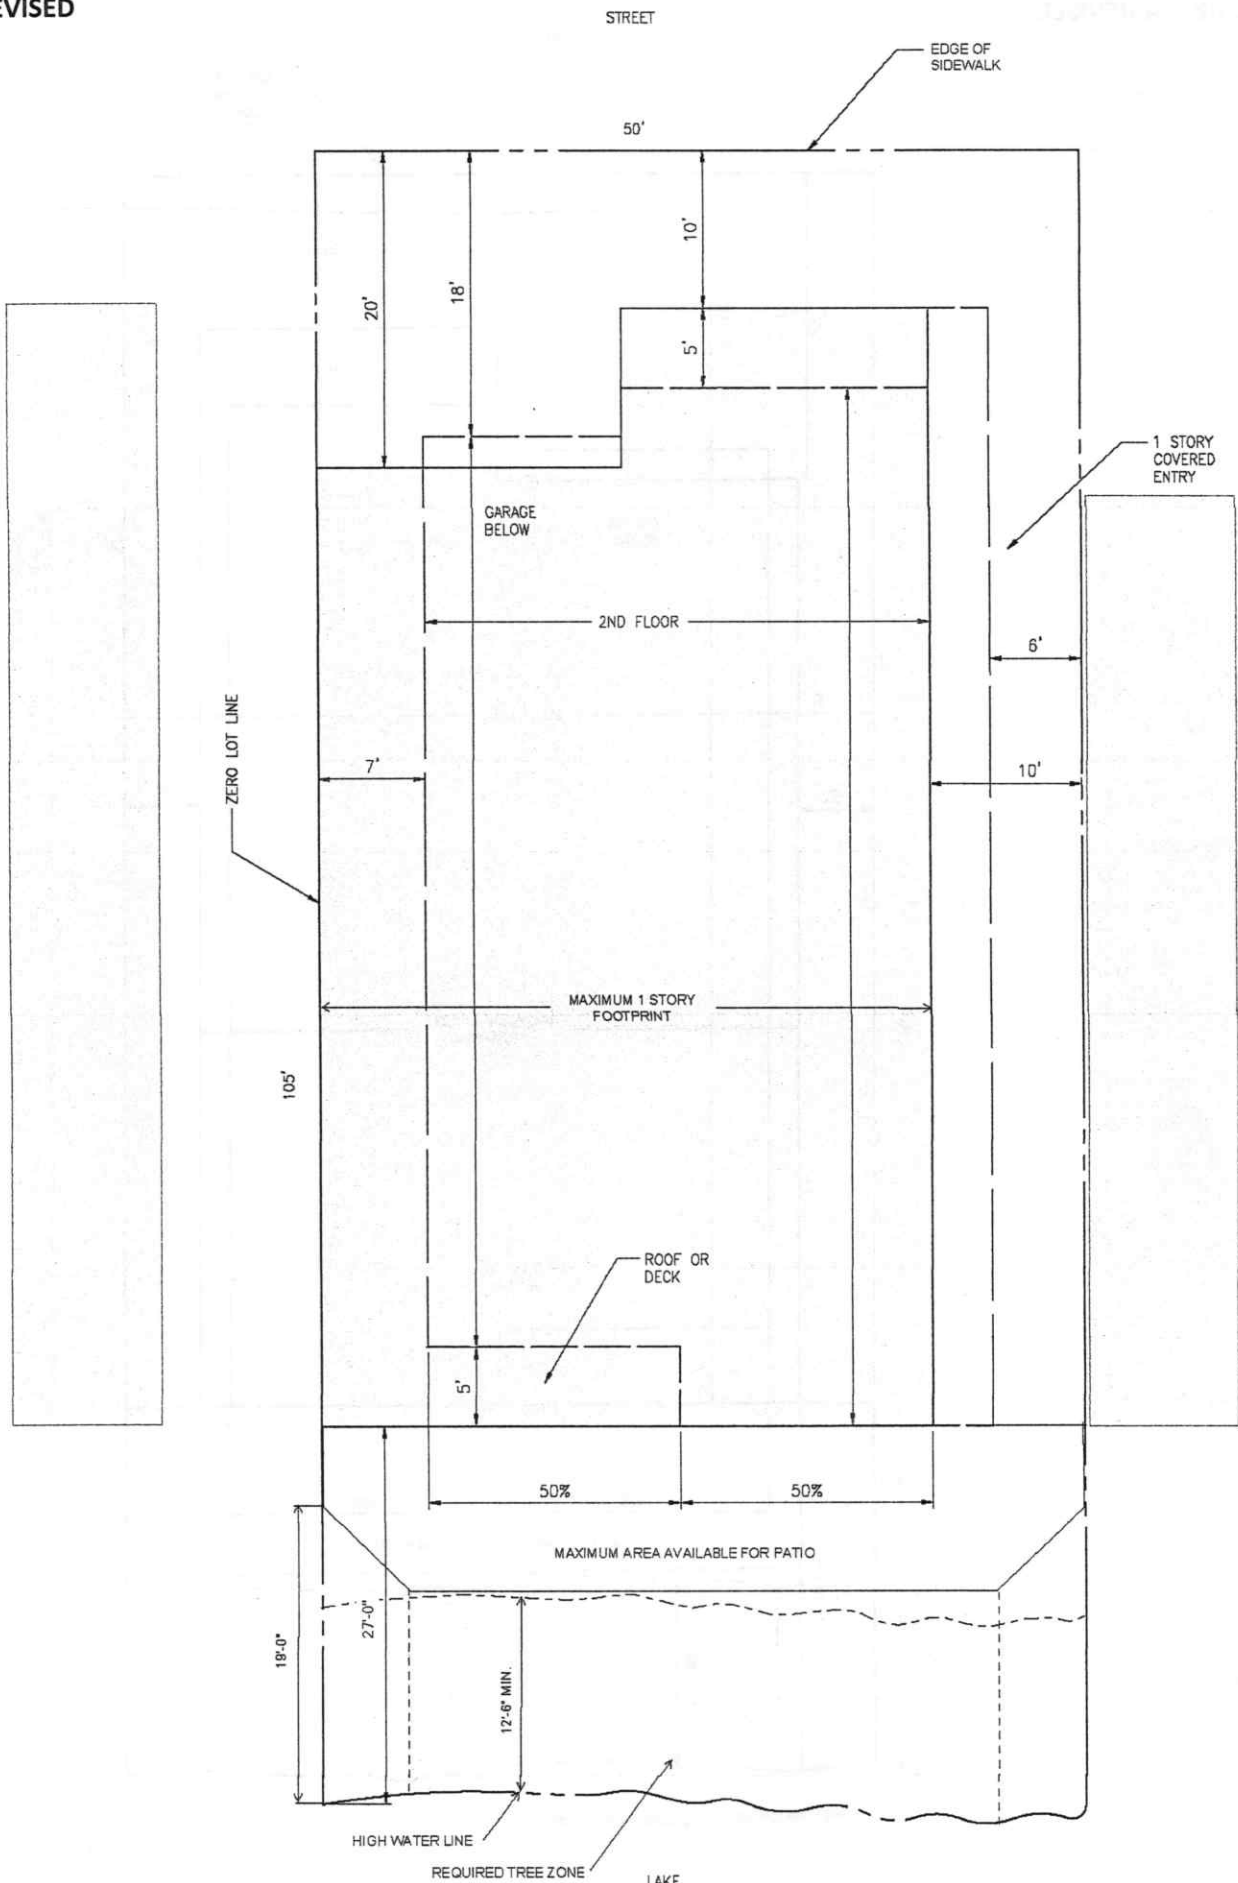 STREET
EDGE OF
SIDEWALK
50'
10'
20'
18'
5'
1 STORY
COVERED
ENTRY
GARAGE
BELOW
2ND FLOOR
6'
ZERO LOT LINE
7'
10'
MAXIMUM 1 STORY
FOOTPRINT
105'
ROOF OR
DECK
5'
50%
50%
MAXIMUM AREA AVAILABLE FOR PATIO
27'-0"
19'-0"
12'-6" MIN.
HIGH WATER LINE
REQUIRED TREE ZONE
LAKE